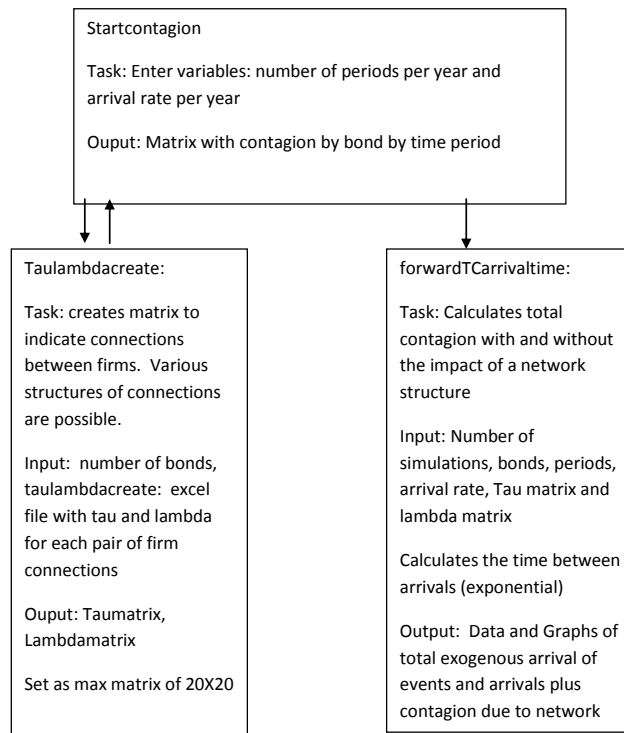 Startcontagion
Task: Enter variables: number of periods per year and
arrival rate per year
Ouput: Matrix with contagion by bond by time period
Taulambdacreate:
Task: creates matrix to
indicate connections
between firms.  Various
structures of connections
are possible.
Input:  number of bonds,
taulambdacreate:  excel
file with tau and lambda
for each pair of firm
connections
Ouput: Taumatrix,
Lambdamatrix
Set as max matrix of 20X20
forwardTCarrivaltime:
Task: Calculates total
contagion with and without
the impact of a network
structure
Input: Number of
simulations, bonds, periods,
arrival rate, Tau matrix and
lambda matrix
Calculates the time between
arrivals (exponential)
Output:  Data and Graphs of
total exogenous arrival of
events and arrivals plus
contagion due to network